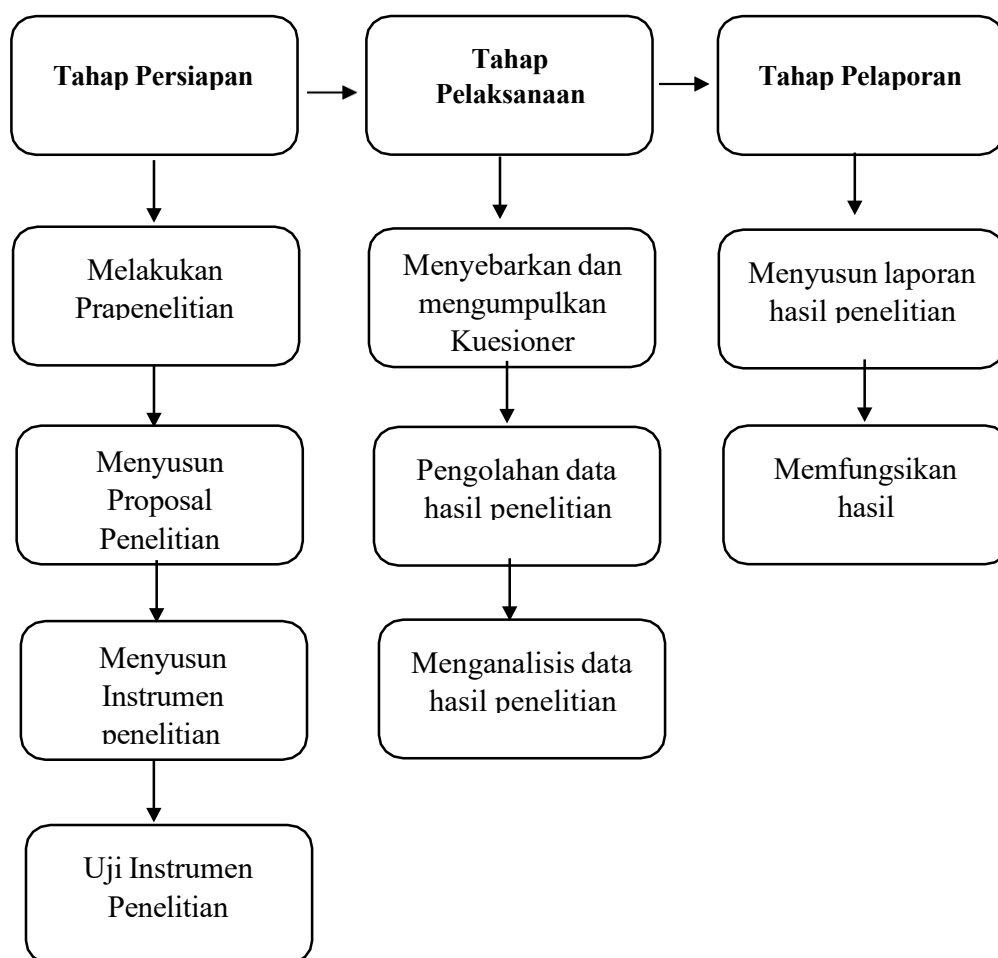 Tahap Persiapan
Tahap
Pelaksanaan
Tahap Pelaporan
Melakukan
Prapenelitian
Menyusun
Proposal
Penelitian
Menyusun
Instrumen
penelitian
Uji Instrumen
Penelitian
Menyebarkan dan
mengumpulkan
Kuesioner
Pengolahan data
hasil penelitian
Menganalisis data
hasil penelitian
Menyusun laporan
hasil penelitian
Memfungsikan
hasil